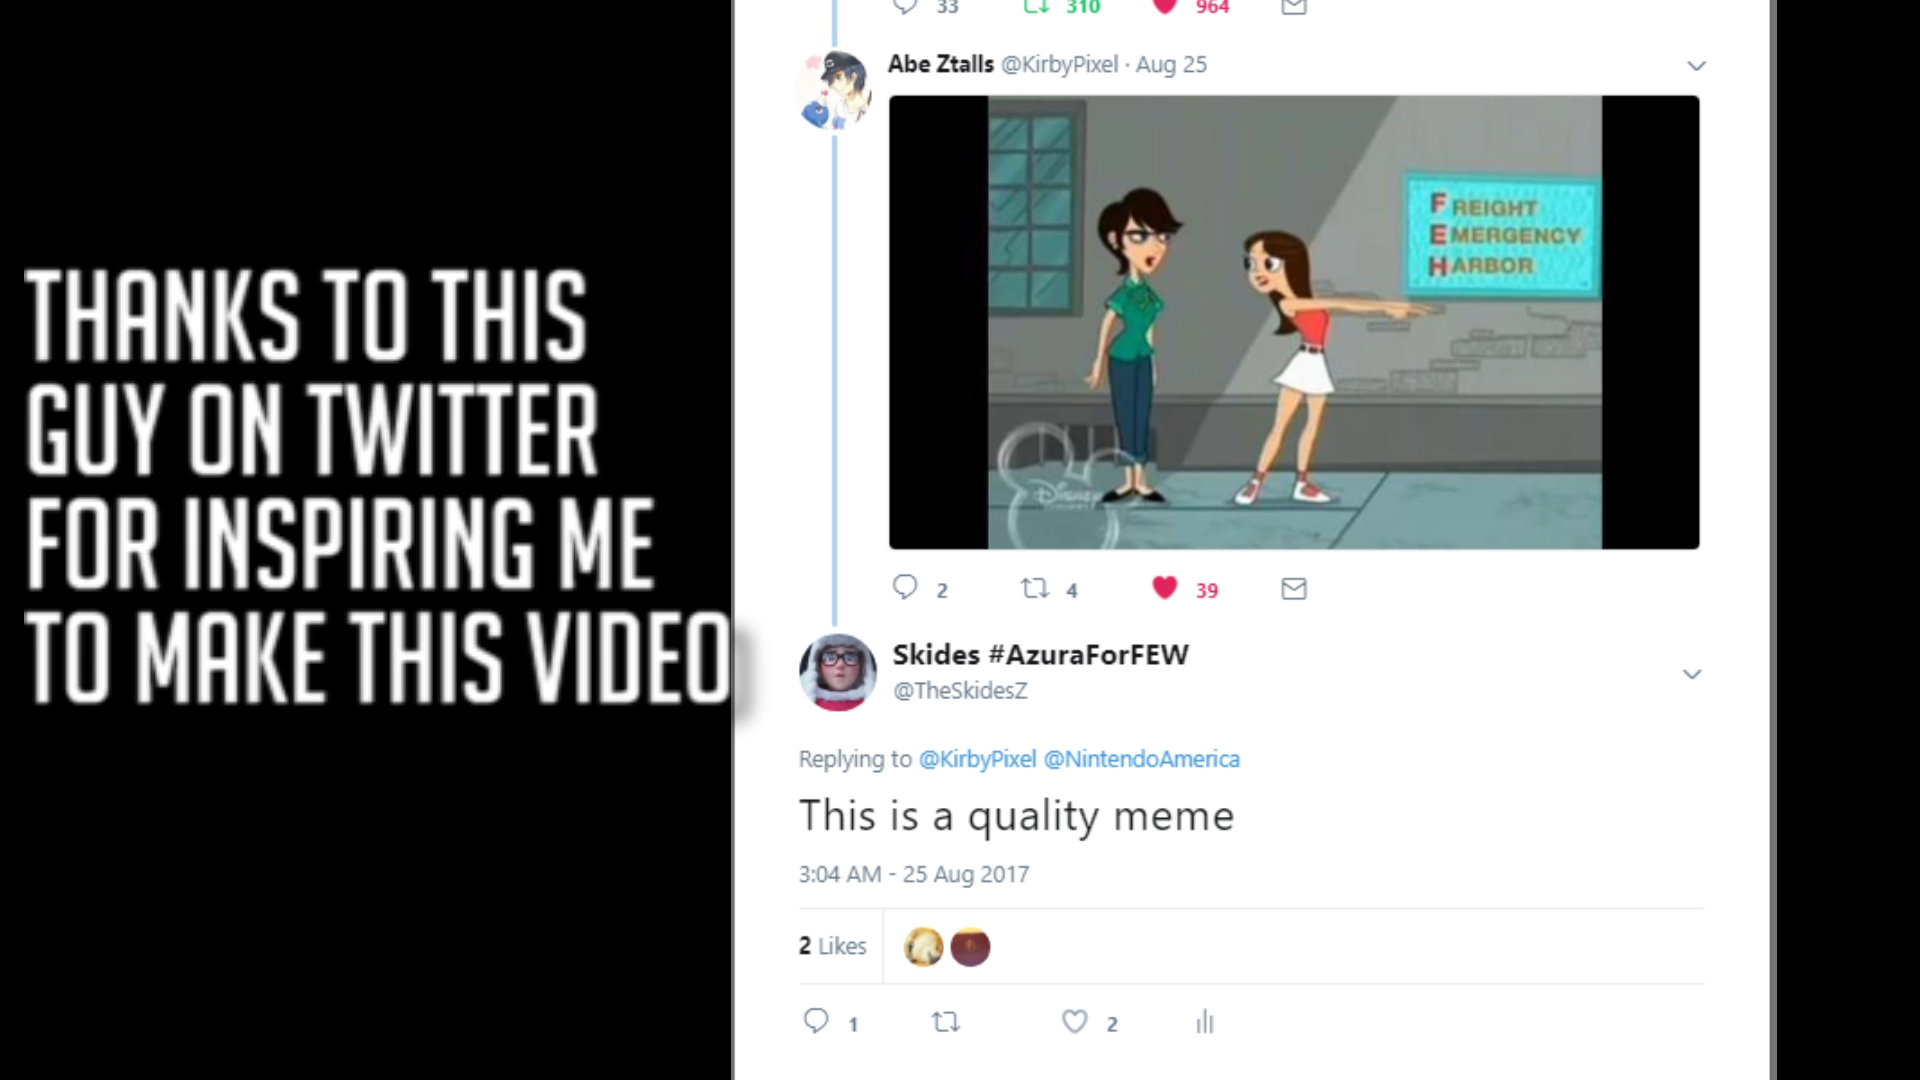 THANKS TO THIS
GUY ON TWITTER
FOR INSPIRING ME
TO MAKE THIS VIDEO
33 310 964
Abe Ztalls @KirbyPixel · Aug 25
FREIGHT
EMERGENCY
HARBOR
Disney
2 4 39
Skides #AzuraForFEW
@TheSkidesZ
Replying to @KirbyPixel @NintendoAmerica
This is a quality meme
3:04 AM - 25 Aug 2017
2 Likes
1 2